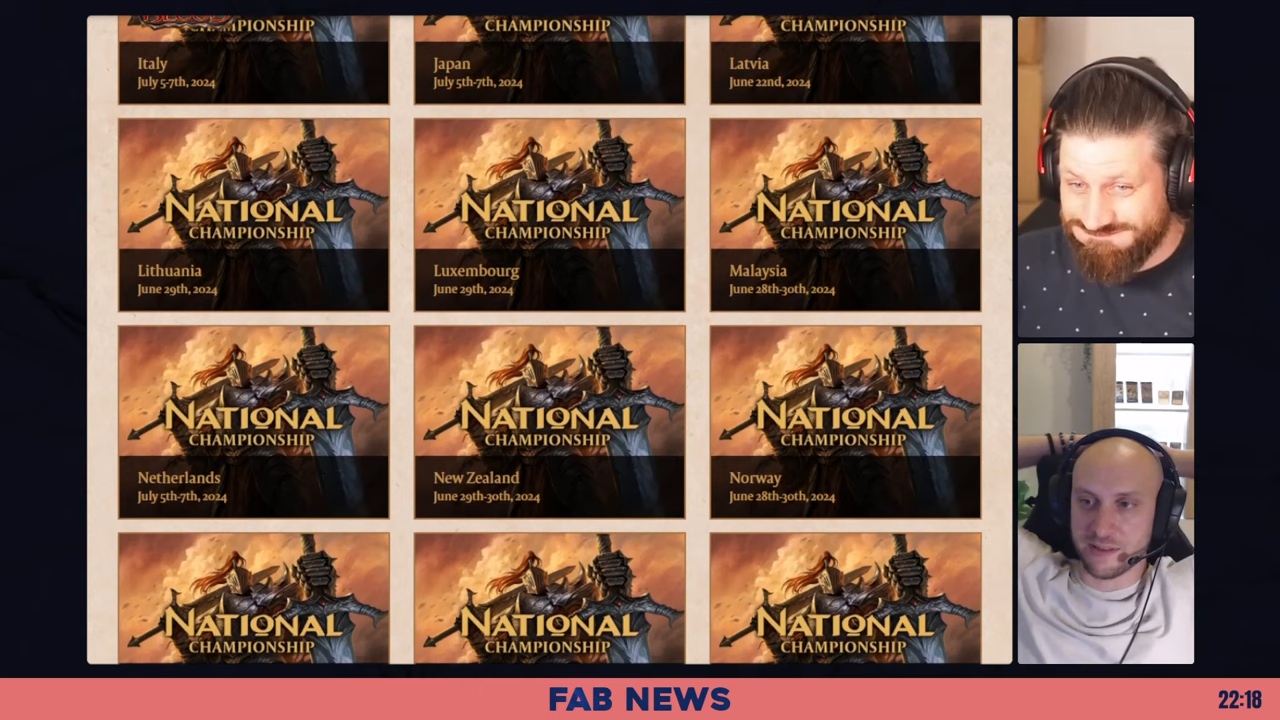 CHAMPIONSHIP
CHAMPIONSHIP
CHAMPIONSHIP
Italy
July 5-7th, 2024
Japan
July 5th-7th, 2024
Latvia
June 22nd, 2024
NATIONAL
CHAMPIONSHIP
Lithuania
June 29th, 2024
NATIONAL
CHAMPIONSHIP
Luxembourg
June 29th, 2024
NATIONAL
CHAMPIONSHIP
Malaysia
June 28th-30th, 2024
NATIONAL
CHAMPIONSHIP
Netherlands
July 5th-7th, 2024
NATIONAL
CHAMPIONSHIP
New Zealand
June 29th-30th, 2024
NATIONAL
CHAMPIONSHIP
Norway
June 28th-30th, 2024
NATIONAL
CHAMPIONSHIP
NATIONAL
CHAMPIONSHIP
NATIONAL
CHAMPIONSHIP
FAB NEWS
22:18